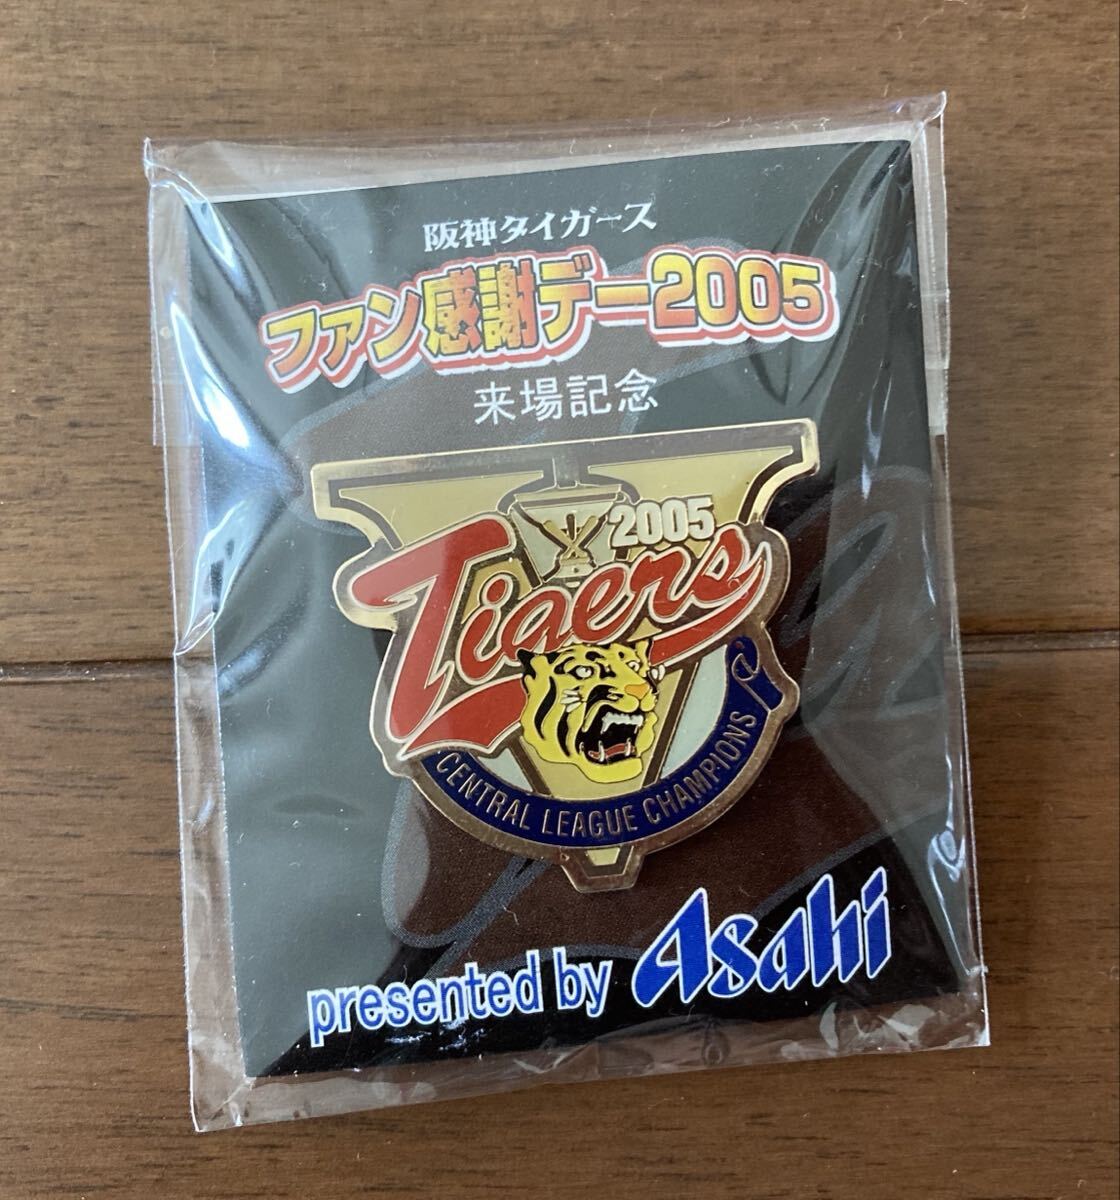 阪神タイガース
ファン感謝デー2005
来場記念
2005
Tigers
CENTRAL LEAGUE CHAMPIONS
presented by Asahi